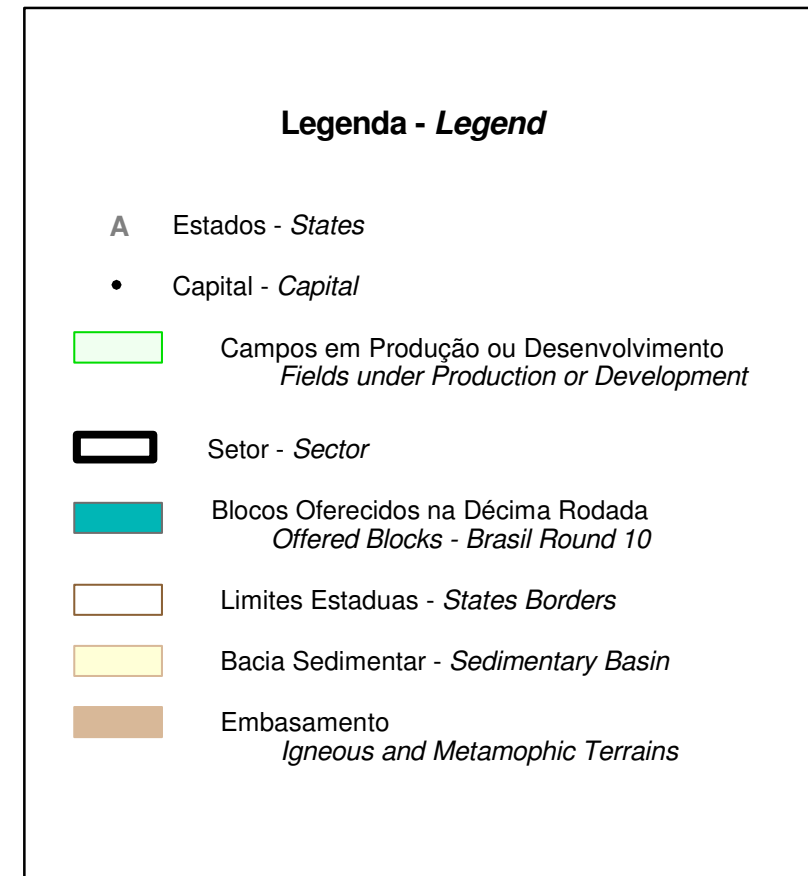 Legenda - Legend
A Estados - States
Capital - Capital
Campos em Produção ou Desenvolvimento
Fields under Production or Development
Setor - Sector
Blocos Oferecidos na Décima Rodada
Offered Blocks - Brasil Round 10
Limites Estaduas - States Borders
Bacia Sedimentar - Sedimentary Basin
Embasamento
Igneous and Metamophic Terrains